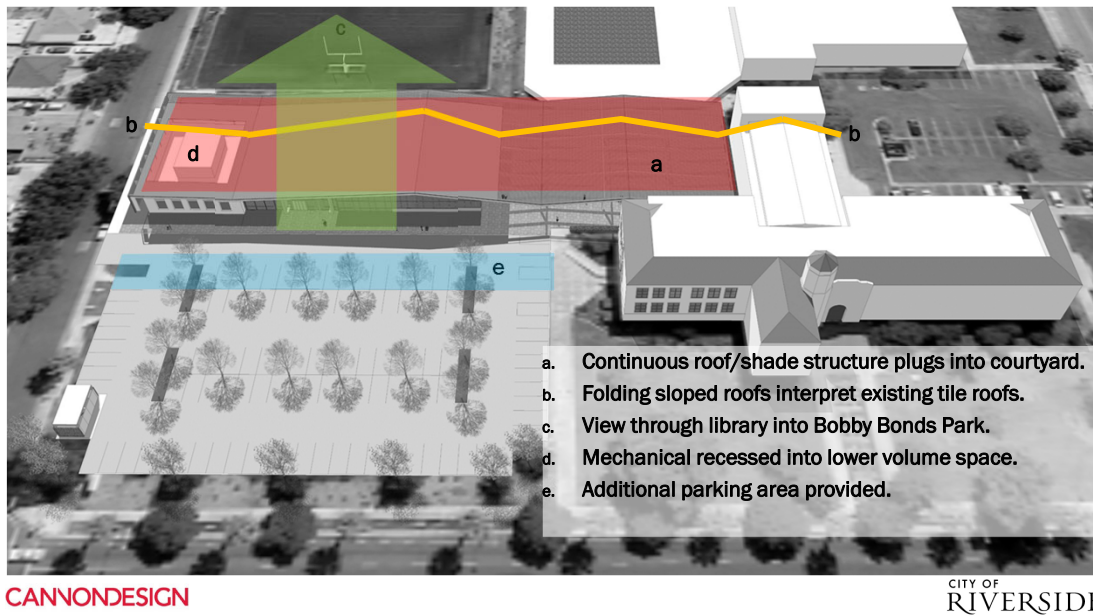 c
b
b
d
a
e
a. Continuous roof/shade structure plugs into courtyard.
b. Folding sloped roofs interpret existing tile roofs.
c. View through library into Bobby Bonds Park.
d. Mechanical recessed into lower volume space.
e. Additional parking area provided.
CANNONDESIGN
CITY OF
RIVERSIDE